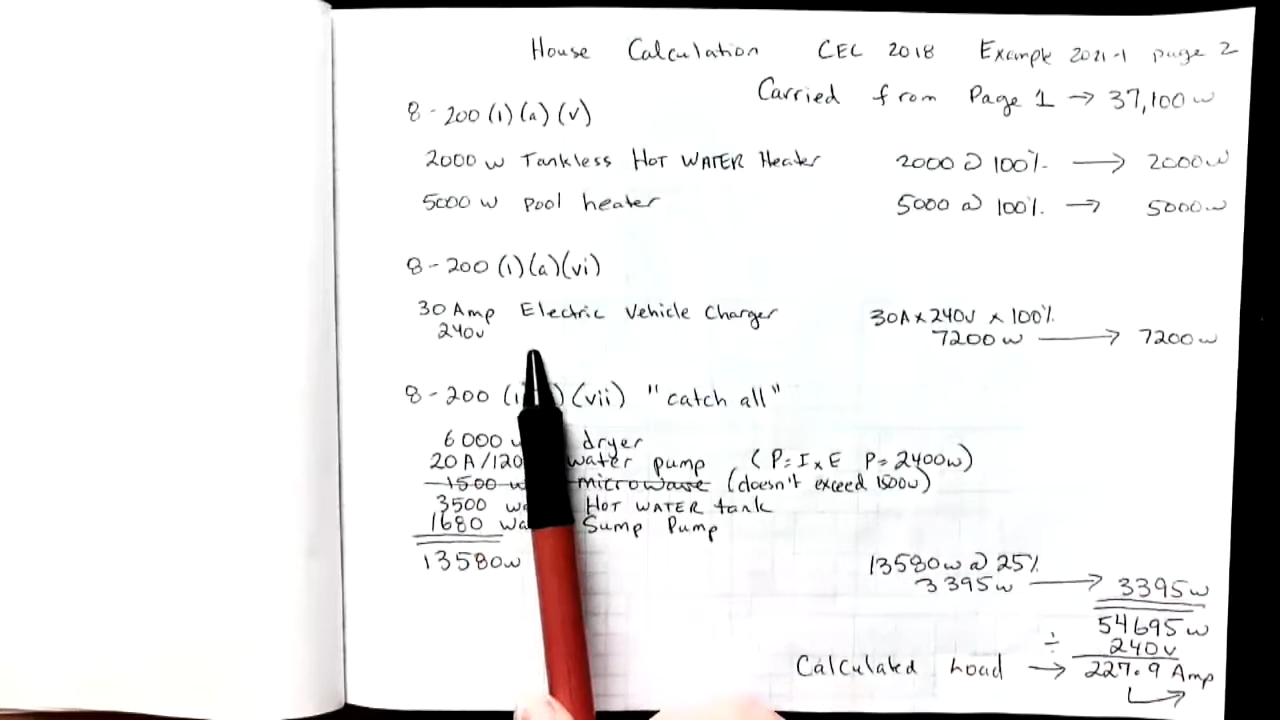 House Calculation CEL 2018 Example 2021-1 page 2
Carried from Page 1 → 37,100 w
8-200 (1)(a)(v)
2000 w Tankless HOT WATER Heater 2000 @ 100% → 2000w
5000 w pool heater 5000 @ 100% → 5000w
8-200 (1)(a)(vi)
30 Amp Electric Vehicle Charger 30A x 240v x 100%
240v 7200 w → 7200 w
8-200 (vii) "catch all"
6000 dryer
20A/120 water pump (P=IxE P=2400w)
1500 w microwave (doesn't exceed 1500w)
3500 HOT WATER tank
1680 Sump Pump
13580w 13580w @ 25%
3395w → 3395w
54695w
÷ 240v
Calculated Load → 227.9 Amp